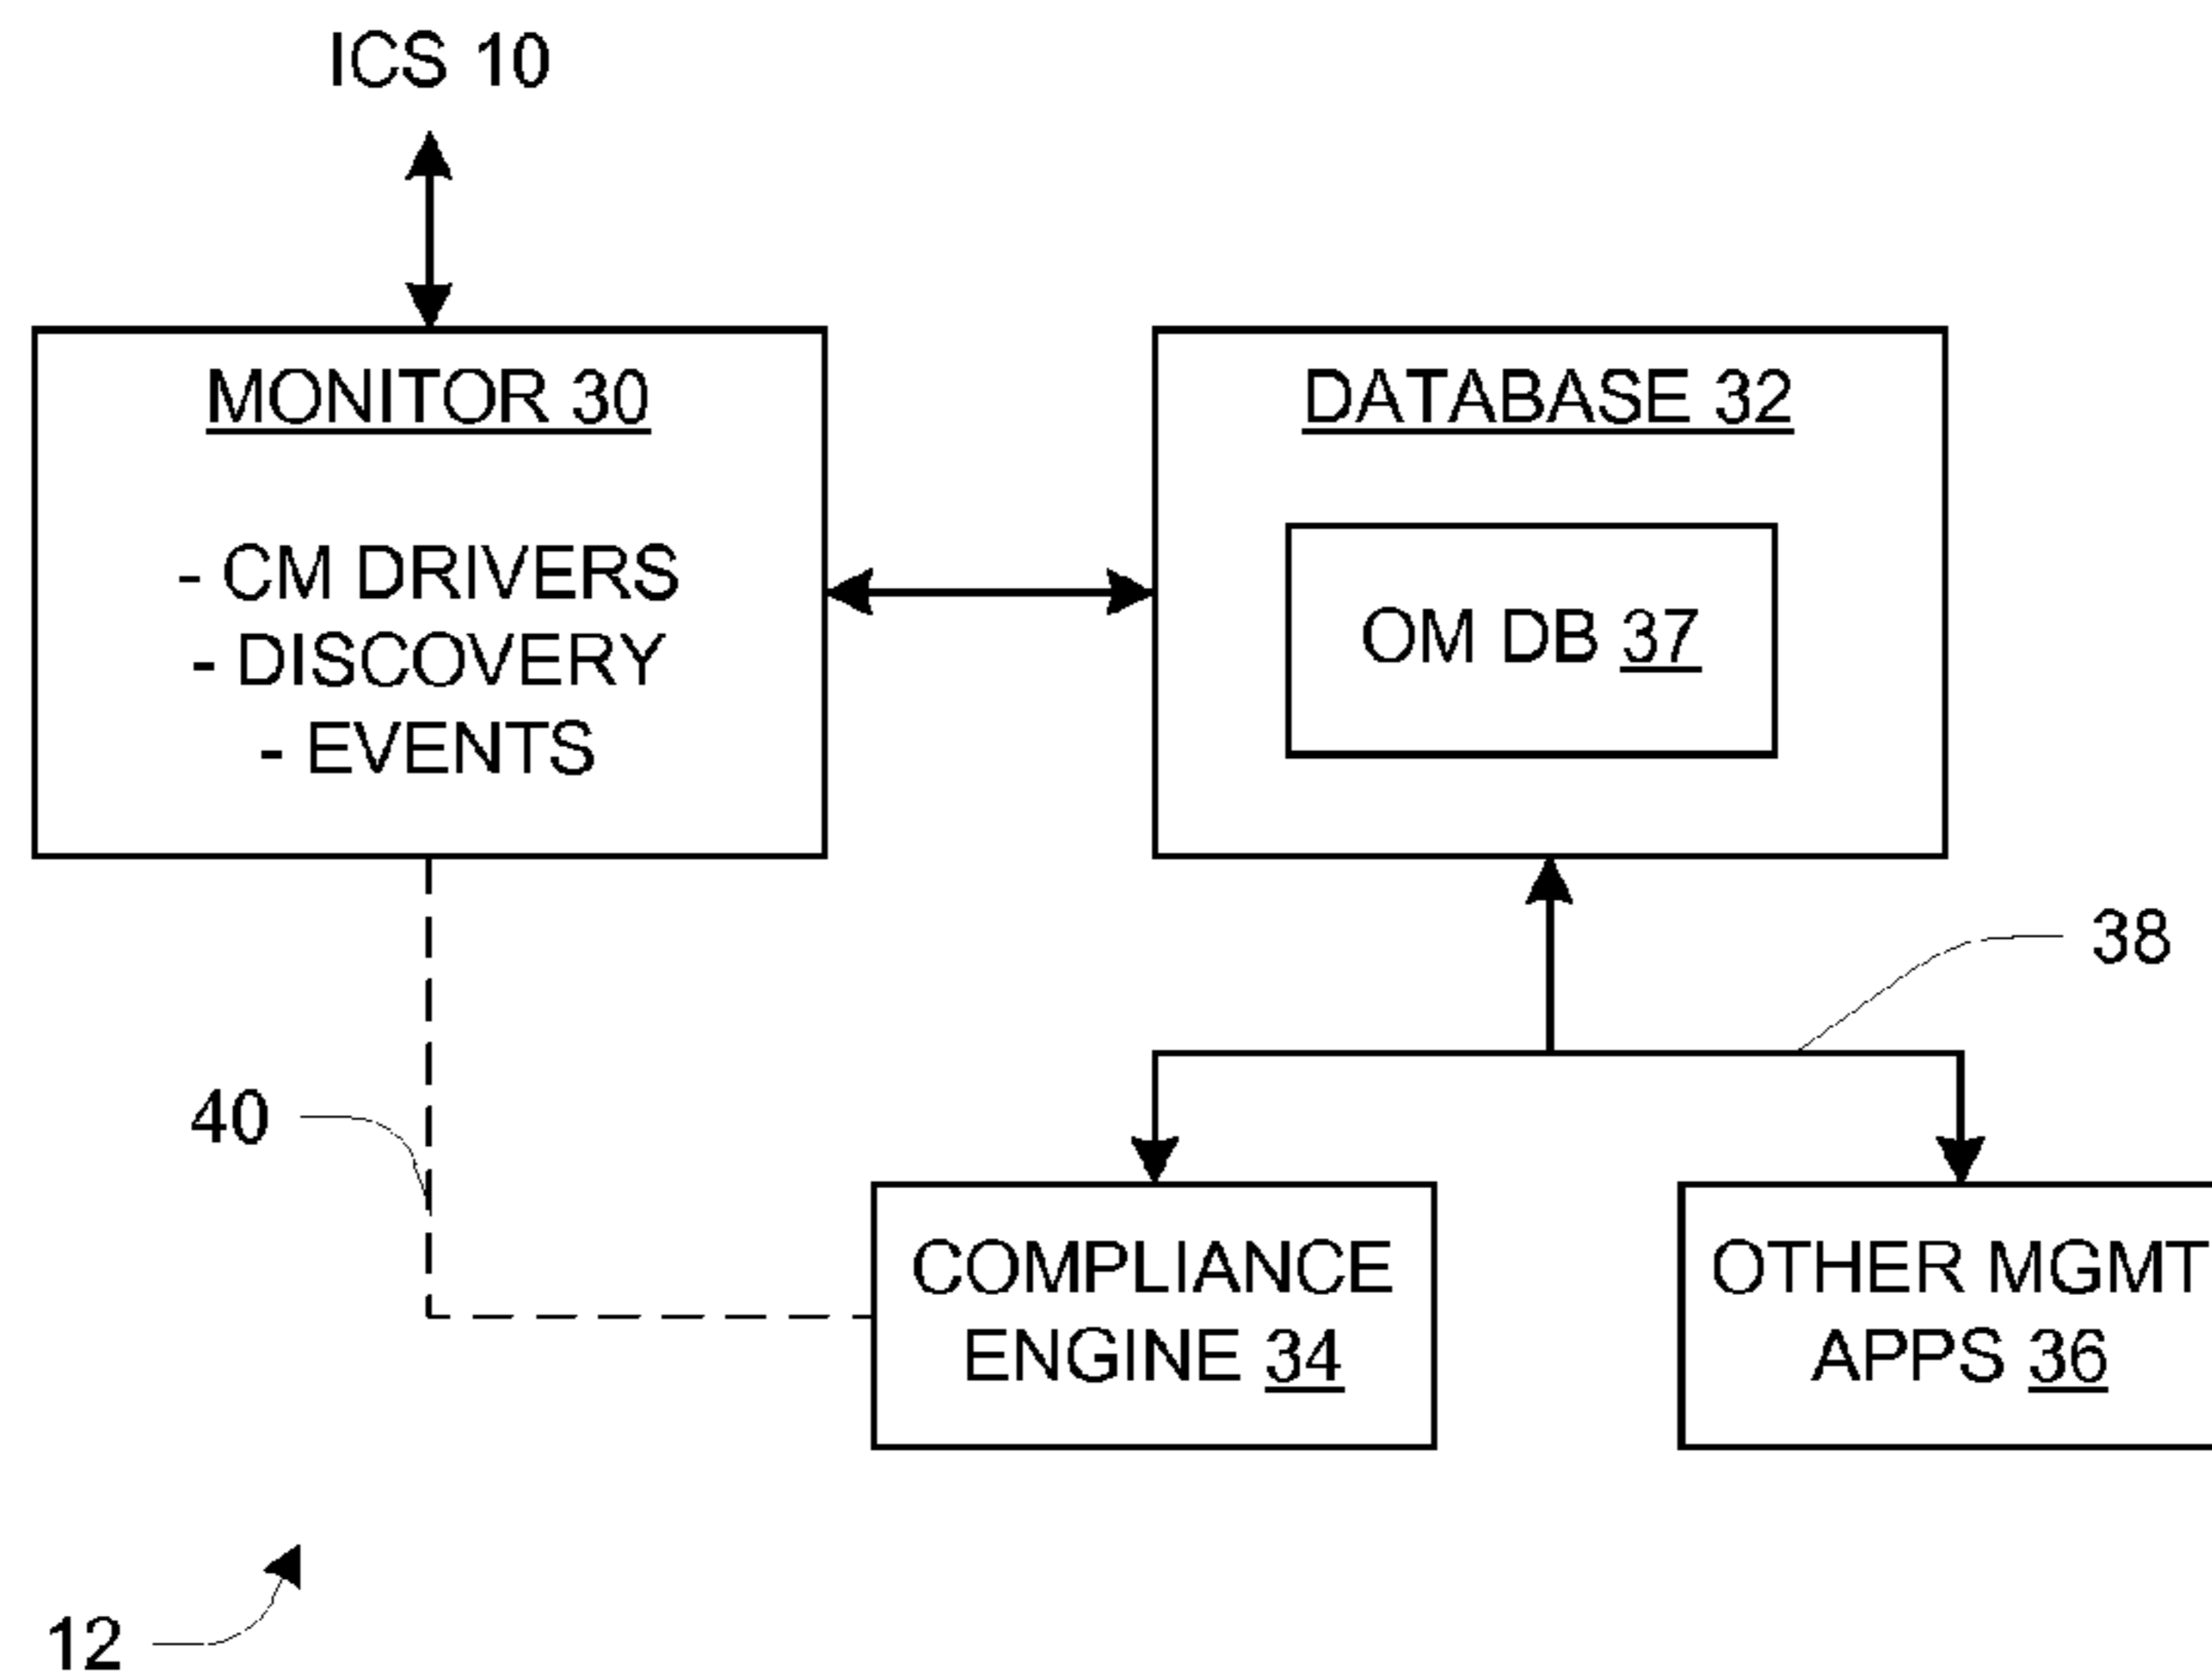 ICS 10
MONITOR 30
- CM DRIVERS
- DISCOVERY
- EVENTS
DATABASE 32
OM DB 37
38
40
COMPLIANCE
ENGINE 34
OTHER MGMT
APPS 36
12